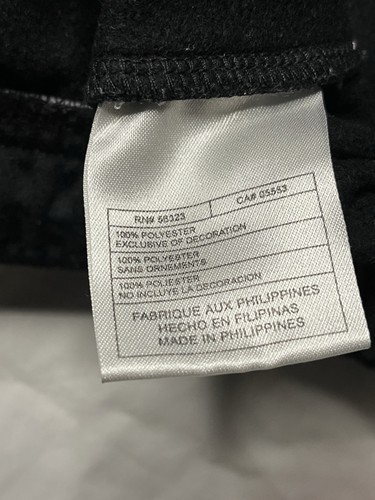 RN# 56323 CA# 05553
100% POLYESTER
EXCLUSIVE OF DECORATION
100% POLYESTER
SANS ORNEMENTS
100% POLIESTER
NO INCLUYE LA DECORACION
FABRIQUE AUX PHILIPPINES
HECHO EN FILIPINAS
MADE IN PHILIPPINES